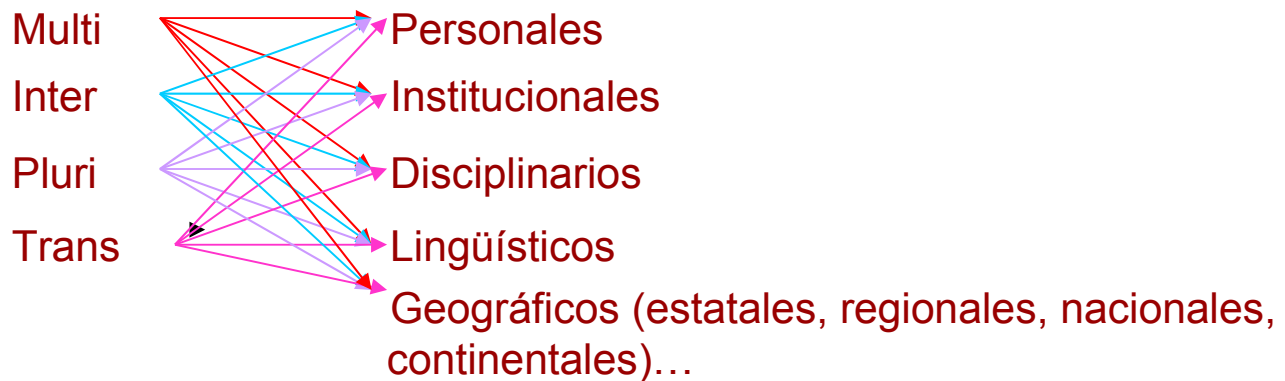 Multi Personales
Inter Institucionales
Pluri Disciplinarios
Trans Lingüísticos
Geográficos (estatales, regionales, nacionales,
continentales)…